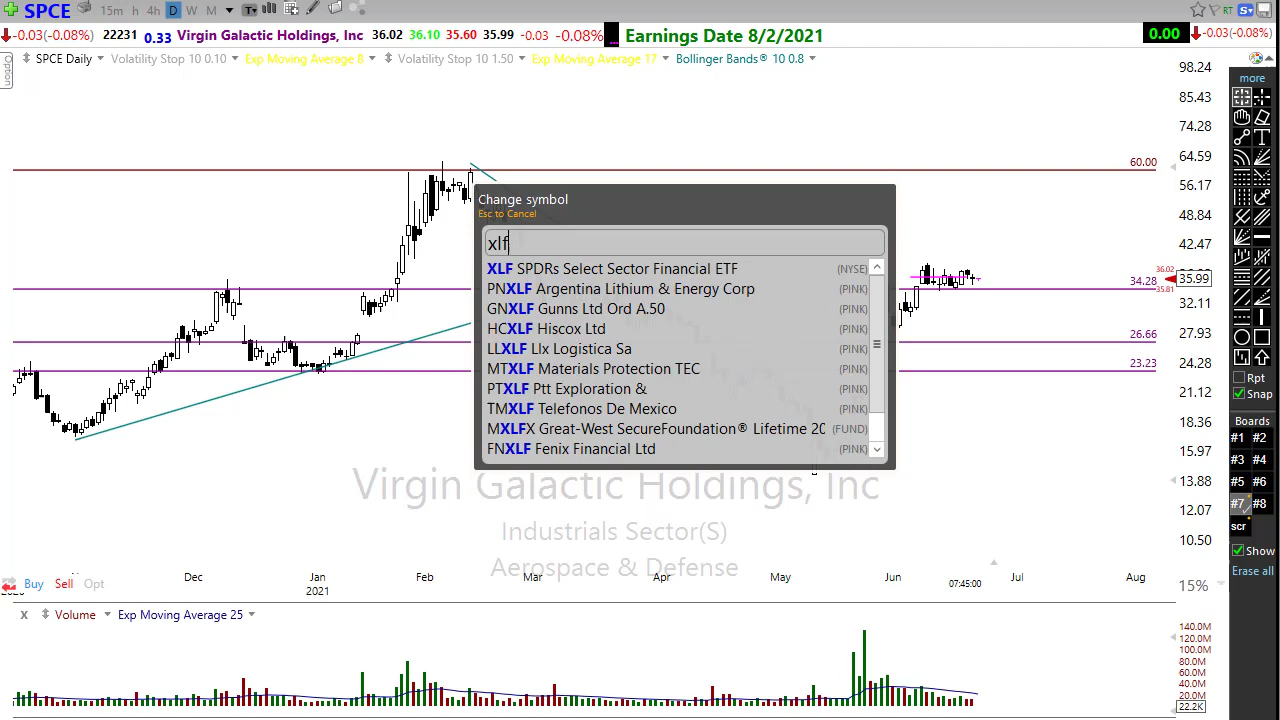 SPCE 15m h 4h D W M
RT
-0.03(-0.08%) 22231 0.33 Virgin Galactic Holdings, Inc 36.02 36.10 35.60 35.99 -0.03 -0.08% Earnings Date 8/2/2021 0.00 -0.03(-0.08%)
Option
SPCE Daily Volatility Stop 10 0.10 Exp Moving Average 8 Volatility Stop 10 1.50 Exp Moving Average 17 Bollinger Bands® 10 0.8
98.24
more
85.43
74.28
64.59
60.00
56.17
48.84
42.47
36.02
35.99
34.28
35.81
32.11
27.93
26.66
24.28
23.23
21.12
18.36
15.97
13.88
12.07
10.50
Change symbol
Esc to Cancel
xlf
XLF SPDRs Select Sector Financial ETF (NYSE)
PNXLF Argentina Lithium & Energy Corp (PINK)
GNXLF Gunns Ltd Ord A.50 (PINK)
HCXLF Hiscox Ltd (PINK)
LLXLF Llx Logistica Sa (PINK)
MTXLF Materials Protection TEC (PINK)
PTXLF Ptt Exploration & (PINK)
TMXLF Telefonos De Mexico (PINK)
MXLFX Great-West SecureFoundation® Lifetime 20 (FUND)
FNXLF Fenix Financial Ltd (PINK)
Virgin Galactic Holdings, Inc
Industrials Sector(S)
Aerospace & Defense
Rpt
Snap
Boards
#1 #2
#3 #4
#5 #6
#7 #8
scr
Show
Erase all
Buy Sell Opt
Dec Jan Feb Mar Apr May Jun 07:45:00 Jul Aug
2021
15%
X Volume Exp Moving Average 25
140.0M
120.0M
100.0M
80.0M
60.0M
40.0M
20.0M
22.2K